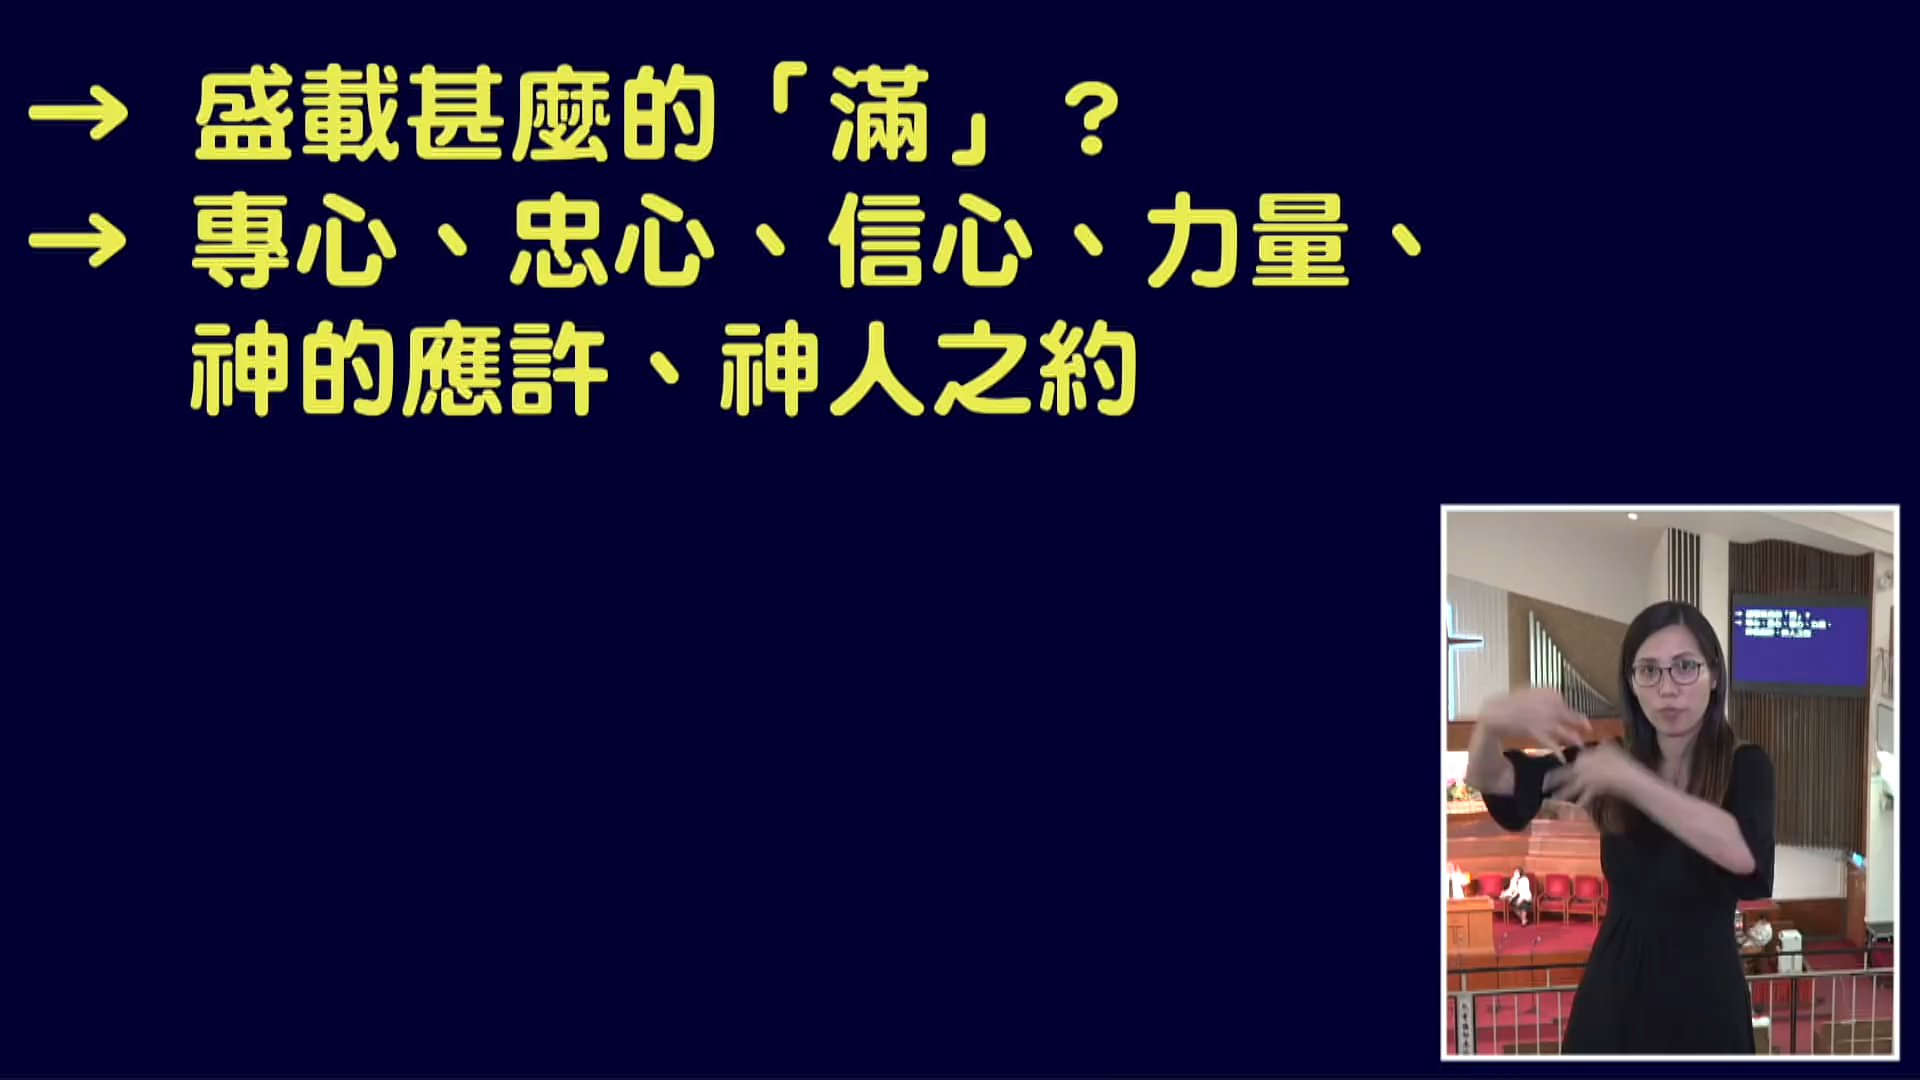 → 盛載甚麼的「滿」?
→ 專心、忠心、信心、力量、
神的應許、神人之約